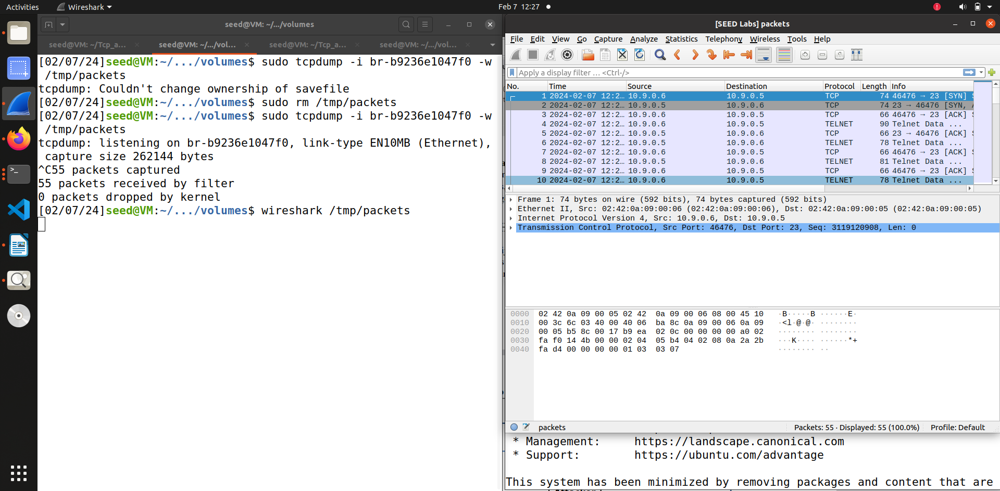 Activities
Wireshark
Feb 7 12:27
seed@VM: ~/.../volumes
seed@VM: ~/Tcp_a...
seed@VM: ~/.../vol...
seed@VM: ~/Tcp_a...
seed@VM: ~/.../vol...
[02/07/24]seed@VM:~/.../volumes$ sudo tcpdump -i br-b9236e1047f0 -w
/tmp/packets
tcpdump: Couldn't change ownership of savefile
[02/07/24]seed@VM:~/.../volumes$ sudo rm /tmp/packets
[02/07/24]seed@VM:~/.../volumes$ sudo tcpdump -i br-b9236e1047f0 -w
/tmp/packets
tcpdump: listening on br-b9236e1047f0, link-type EN10MB (Ethernet),
capture size 262144 bytes
^C55 packets captured
55 packets received by filter
0 packets dropped by kernel
[02/07/24]seed@VM:~/.../volumes$ wireshark /tmp/packets
[SEED Labs] packets
File Edit View Go Capture Analyze Statistics Telephony Wireless Tools Help
Apply a display filter ... <Ctrl-/>
No. Time Source Destination Protocol Length Info
1 2024-02-07 12:2... 10.9.0.6 10.9.0.5 TCP 74 46476 → 23 [SYN] S
2 2024-02-07 12:2... 10.9.0.5 10.9.0.6 TCP 74 23 → 46476 [SYN, A
3 2024-02-07 12:2... 10.9.0.6 10.9.0.5 TCP 66 46476 → 23 [ACK] S
4 2024-02-07 12:2... 10.9.0.6 10.9.0.5 TELNET 90 Telnet Data ...
5 2024-02-07 12:2... 10.9.0.5 10.9.0.6 TCP 66 23 → 46476 [ACK] S
6 2024-02-07 12:2... 10.9.0.5 10.9.0.6 TELNET 78 Telnet Data ...
7 2024-02-07 12:2... 10.9.0.6 10.9.0.5 TCP 66 46476 → 23 [ACK] S
8 2024-02-07 12:2... 10.9.0.5 10.9.0.6 TELNET 81 Telnet Data ...
9 2024-02-07 12:2... 10.9.0.6 10.9.0.5 TCP 66 46476 → 23 [ACK] S
10 2024-02-07 12:2... 10.9.0.6 10.9.0.5 TELNET 78 Telnet Data ...
Frame 1: 74 bytes on wire (592 bits), 74 bytes captured (592 bits)
Ethernet II, Src: 02:42:0a:09:00:06 (02:42:0a:09:00:06), Dst: 02:42:0a:09:00:05 (02:42:0a:09:00:05)
Internet Protocol Version 4, Src: 10.9.0.6, Dst: 10.9.0.5
Transmission Control Protocol, Src Port: 46476, Dst Port: 23, Seq: 3119120908, Len: 0
0000 02 42 0a 09 00 05 02 42 0a 09 00 06 08 00 45 10 ·B·····B ······E·
0010 00 3c 6c 03 40 00 40 06 ba 8c 0a 09 00 06 0a 09 ·<l·@·@· ········
0020 00 05 b5 8c 00 17 b9 ea 02 0c 00 00 00 00 a0 02 ········ ········
0030 fa f0 14 4b 00 00 02 04 05 b4 04 02 08 0a 2a 2b ···K···· ······*+
0040 fa d4 00 00 00 00 01 03 03 07 ········ ··
packets
Packets: 55 · Displayed: 55 (100.0%)
Profile: Default
* Management: https://landscape.canonical.com
* Support: https://ubuntu.com/advantage
This system has been minimized by removing packages and content that are